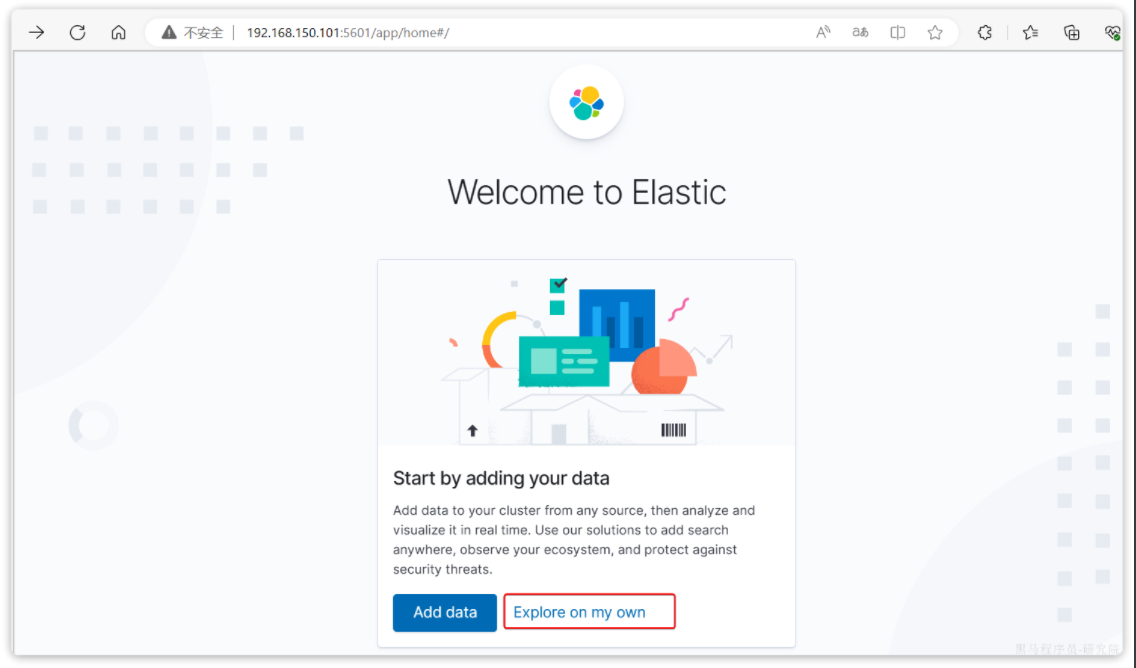 不安全 | 192.168.150.101:5601/app/home#/
Welcome to Elastic
Start by adding your data
Add data to your cluster from any source, then analyze and
visualize it in real time. Use our solutions to add search
anywhere, observe your ecosystem, and protect against
security threats.
Add data Explore on my own
黑马程序员-研究院